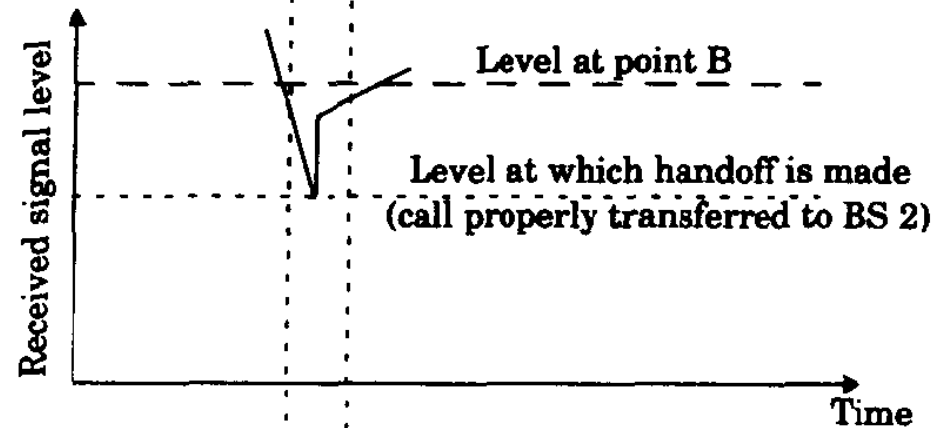 Received signal level
Level at point B
Level at which handoff is made
(call properly transferred to BS 2)
Time